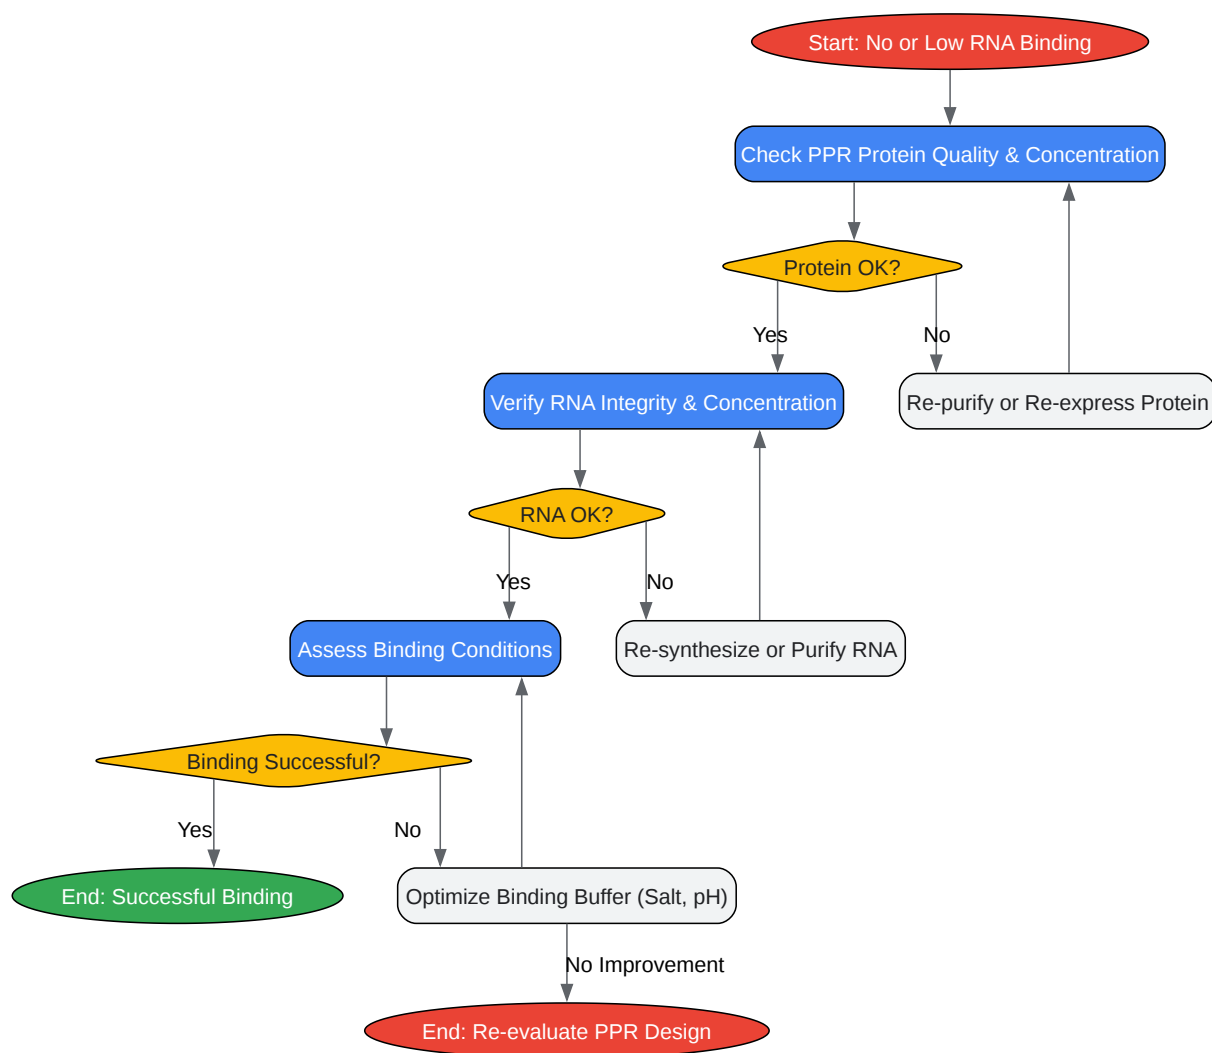 Start: No or Low RNA Binding
Check PPR Protein Quality & Concentration
Protein OK?
Yes
No
Verify RNA Integrity & Concentration
Re-purify or Re-express Protein
RNA OK?
Yes
No
Assess Binding Conditions
Re-synthesize or Purify RNA
Binding Successful?
Yes
No
End: Successful Binding
Optimize Binding Buffer (Salt, pH)
No Improvement
End: Re-evaluate PPR Design